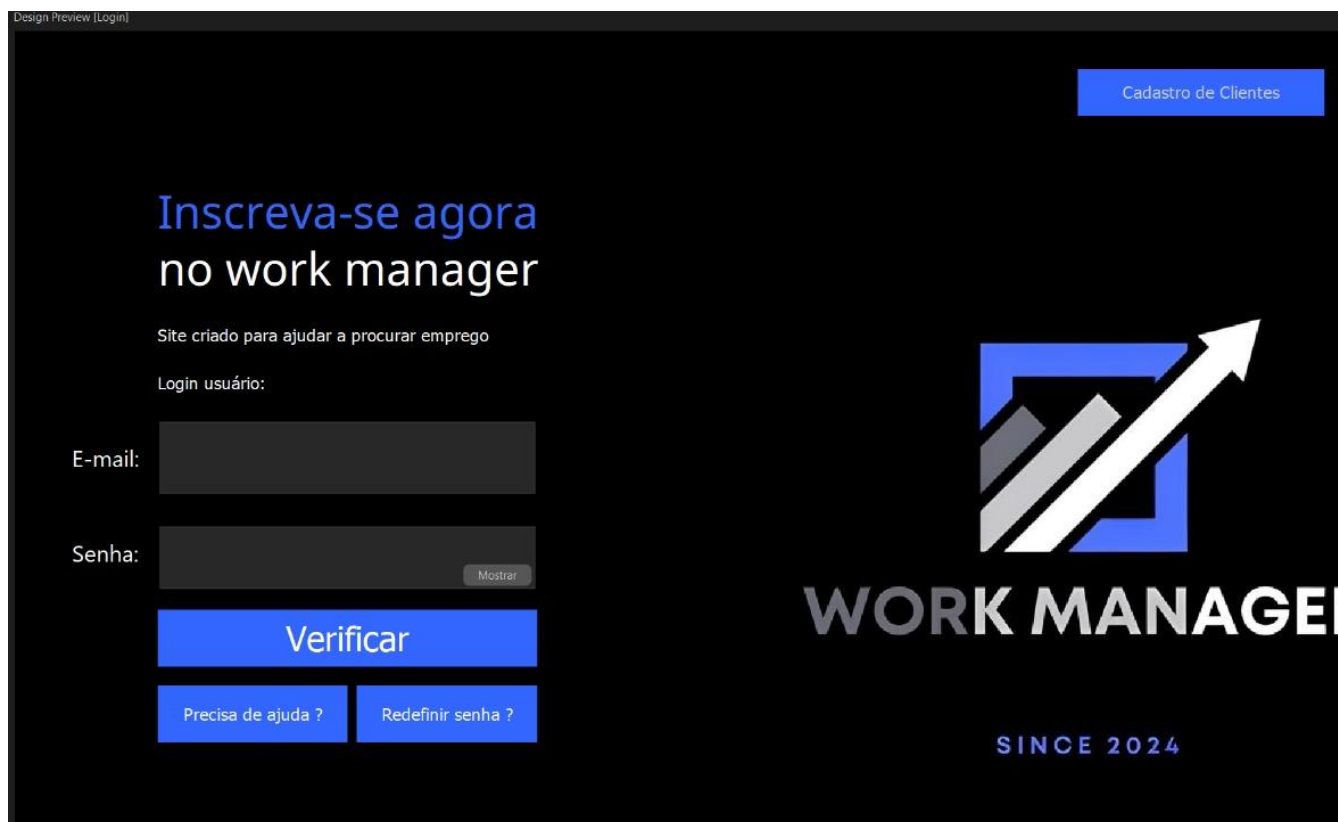 Design Preview [Login]
Cadastro de Clientes
Inscreva-se agora
no work manager
Site criado para ajudar a procurar emprego
Login usuário:
E-mail:
Senha:
Mostrar
Verificar
Precisa de ajuda ?
Redefinir senha ?
WORK MANAGER
SINCE 2024